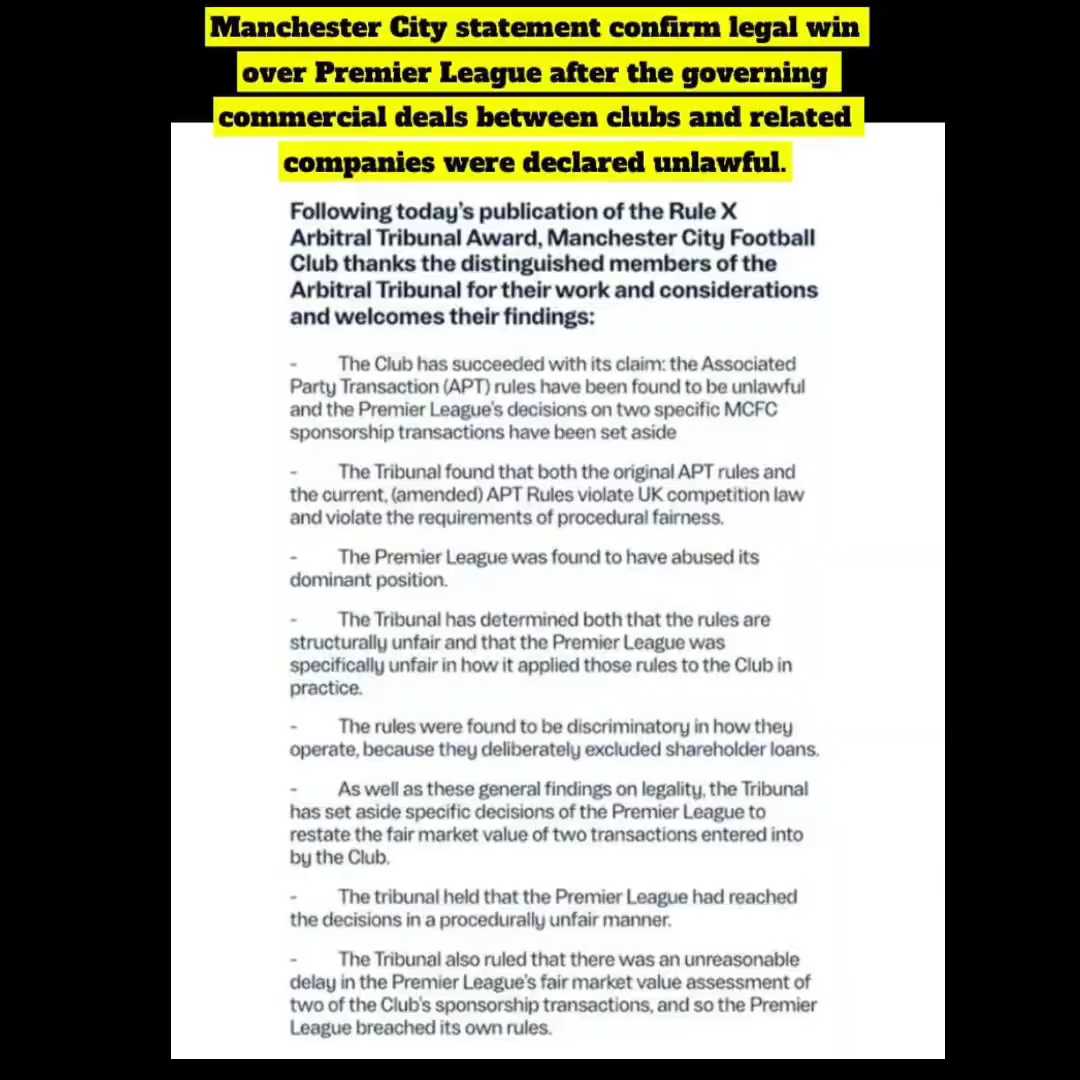 Manchester City statement confirm legal win
over Premier League after the governing
commercial deals between clubs and related
companies were declared unlawful.
Following today's publication of the Rule X
Arbitral Tribunal Award, Manchester City Football
Club thanks the distinguished members of the
Arbitral Tribunal for their work and considerations
and welcomes their findings:
- The Club has succeeded with its claim: the Associated
Party Transaction (APT) rules have been found to be unlawful
and the Premier League's decisions on two specific MCFC
sponsorship transactions have been set aside
- The Tribunal found that both the original APT rules and
the current, (amended) APT Rules violate UK competition law
and violate the requirements of procedural fairness.
- The Premier League was found to have abused its
dominant position.
- The Tribunal has determined both that the rules are
structurally unfair and that the Premier League was
specifically unfair in how it applied those rules to the Club in
practice.
- The rules were found to be discriminatory in how they
operate, because they deliberately excluded shareholder loans.
- As well as these general findings on legality, the Tribunal
has set aside specific decisions of the Premier League to
restate the fair market value of two transactions entered into
by the Club.
- The tribunal held that the Premier League had reached
the decisions in a procedurally unfair manner.
- The Tribunal also ruled that there was an unreasonable
delay in the Premier League's fair market value assessment of
two of the Club's sponsorship transactions, and so the Premier
League breached its own rules.